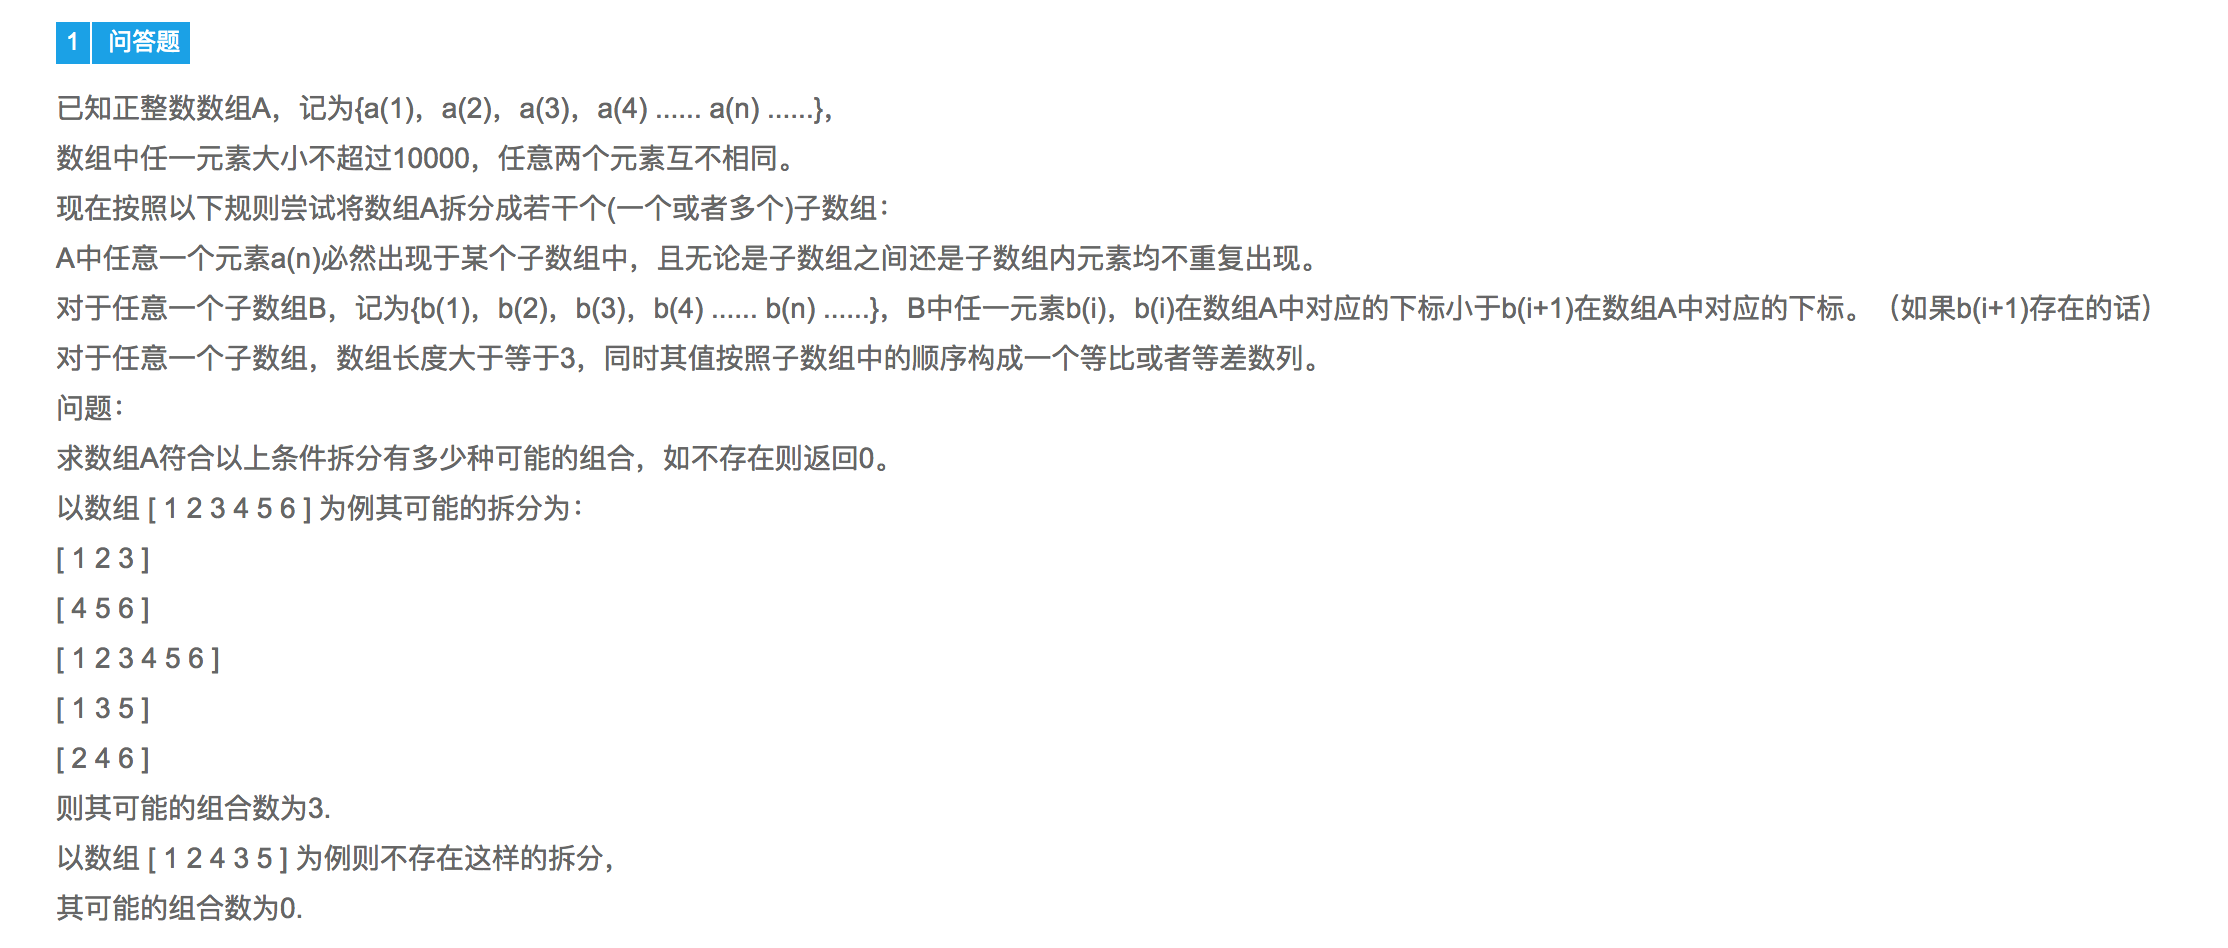 1 问答题
已知正整数数组A，记为{a(1)，a(2)，a(3)，a(4) ...... a(n) ......}，
数组中任一元素大小不超过10000，任意两个元素互不相同。
现在按照以下规则尝试将数组A拆分成若干个(一个或者多个)子数组：
A中任意一个元素a(n)必然出现于某个子数组中，且无论是子数组之间还是子数组内元素均不重复出现。
对于任意一个子数组B，记为{b(1)，b(2)，b(3)，b(4) ...... b(n) ......}，B中任一元素b(i)，b(i)在数组A中对应的下标小于b(i+1)在数组A中对应的下标。（如果b(i+1)存在的话）
对于任意一个子数组，数组长度大于等于3，同时其值按照子数组中的顺序构成一个等比或者等差数列。
问题：
求数组A符合以上条件拆分有多少种可能的组合，如不存在则返回0。
以数组 [ 1 2 3 4 5 6 ] 为例其可能的拆分为：
[ 1 2 3 ]
[ 4 5 6 ]
[ 1 2 3 4 5 6 ]
[ 1 3 5 ]
[ 2 4 6 ]
则其可能的组合数为3.
以数组 [ 1 2 4 3 5 ] 为例则不存在这样的拆分，
其可能的组合数为0.